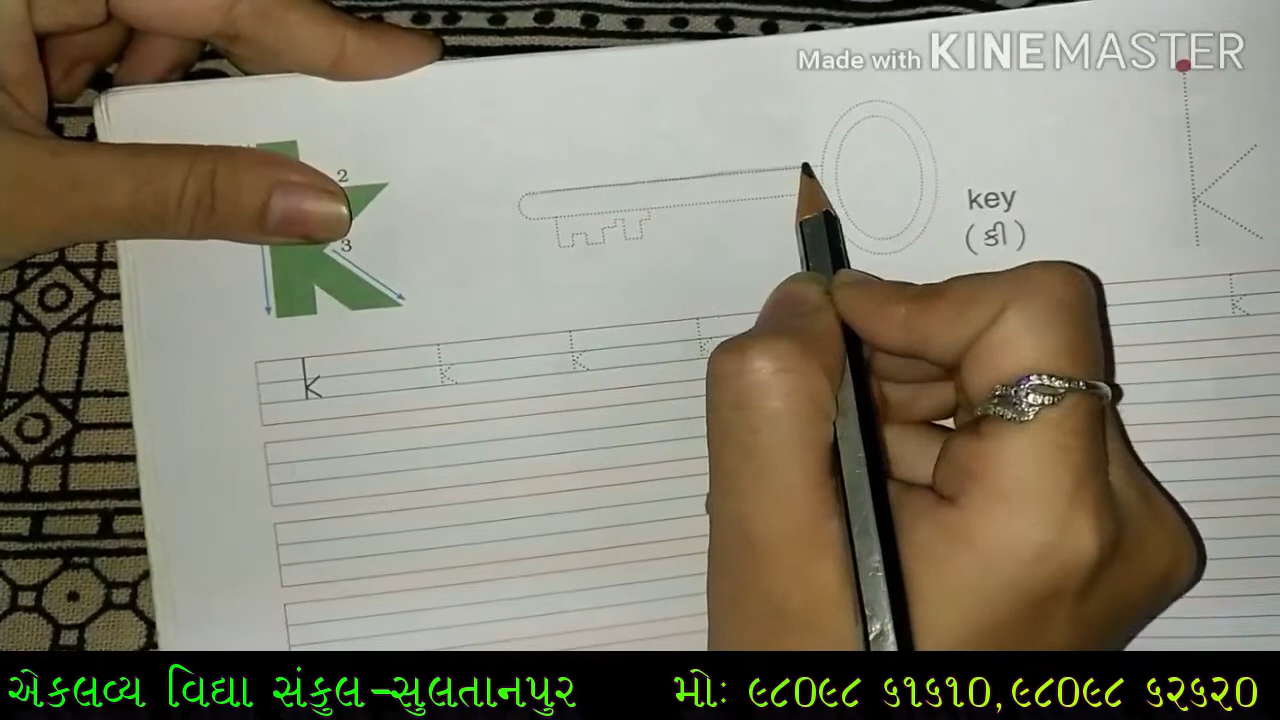 Made with KINEMASTER
2
3
k
key
(કી)
k
k k k k k
એકલવ્ય વિદ્યા સંકુલ-સુલતાનપુર મોઃ ૯૮૦૯૮ ૬૧૬૧૦,૯૮૦૯૮ ૬૨૬૨૦